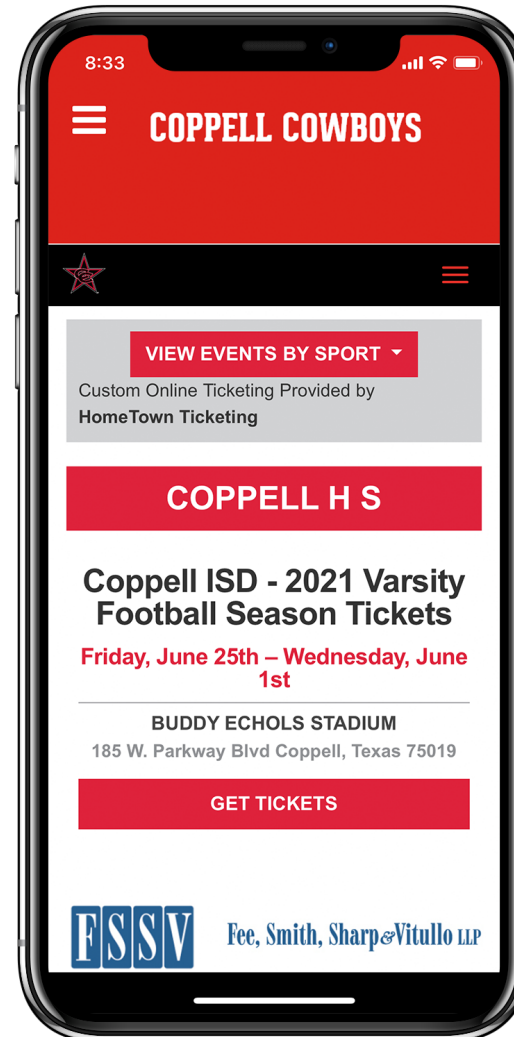 8:33
COPPELL COWBOYS
VIEW EVENTS BY SPORT
Custom Online Ticketing Provided by
HomeTown Ticketing
COPPELL H S
Coppell ISD - 2021 Varsity
Football Season Tickets
Friday, June 25th – Wednesday, June
1st
BUDDY ECHOLS STADIUM
185 W. Parkway Blvd Coppell, Texas 75019
GET TICKETS
FSSV Fee, Smith, Sharp&Vitullo LLP